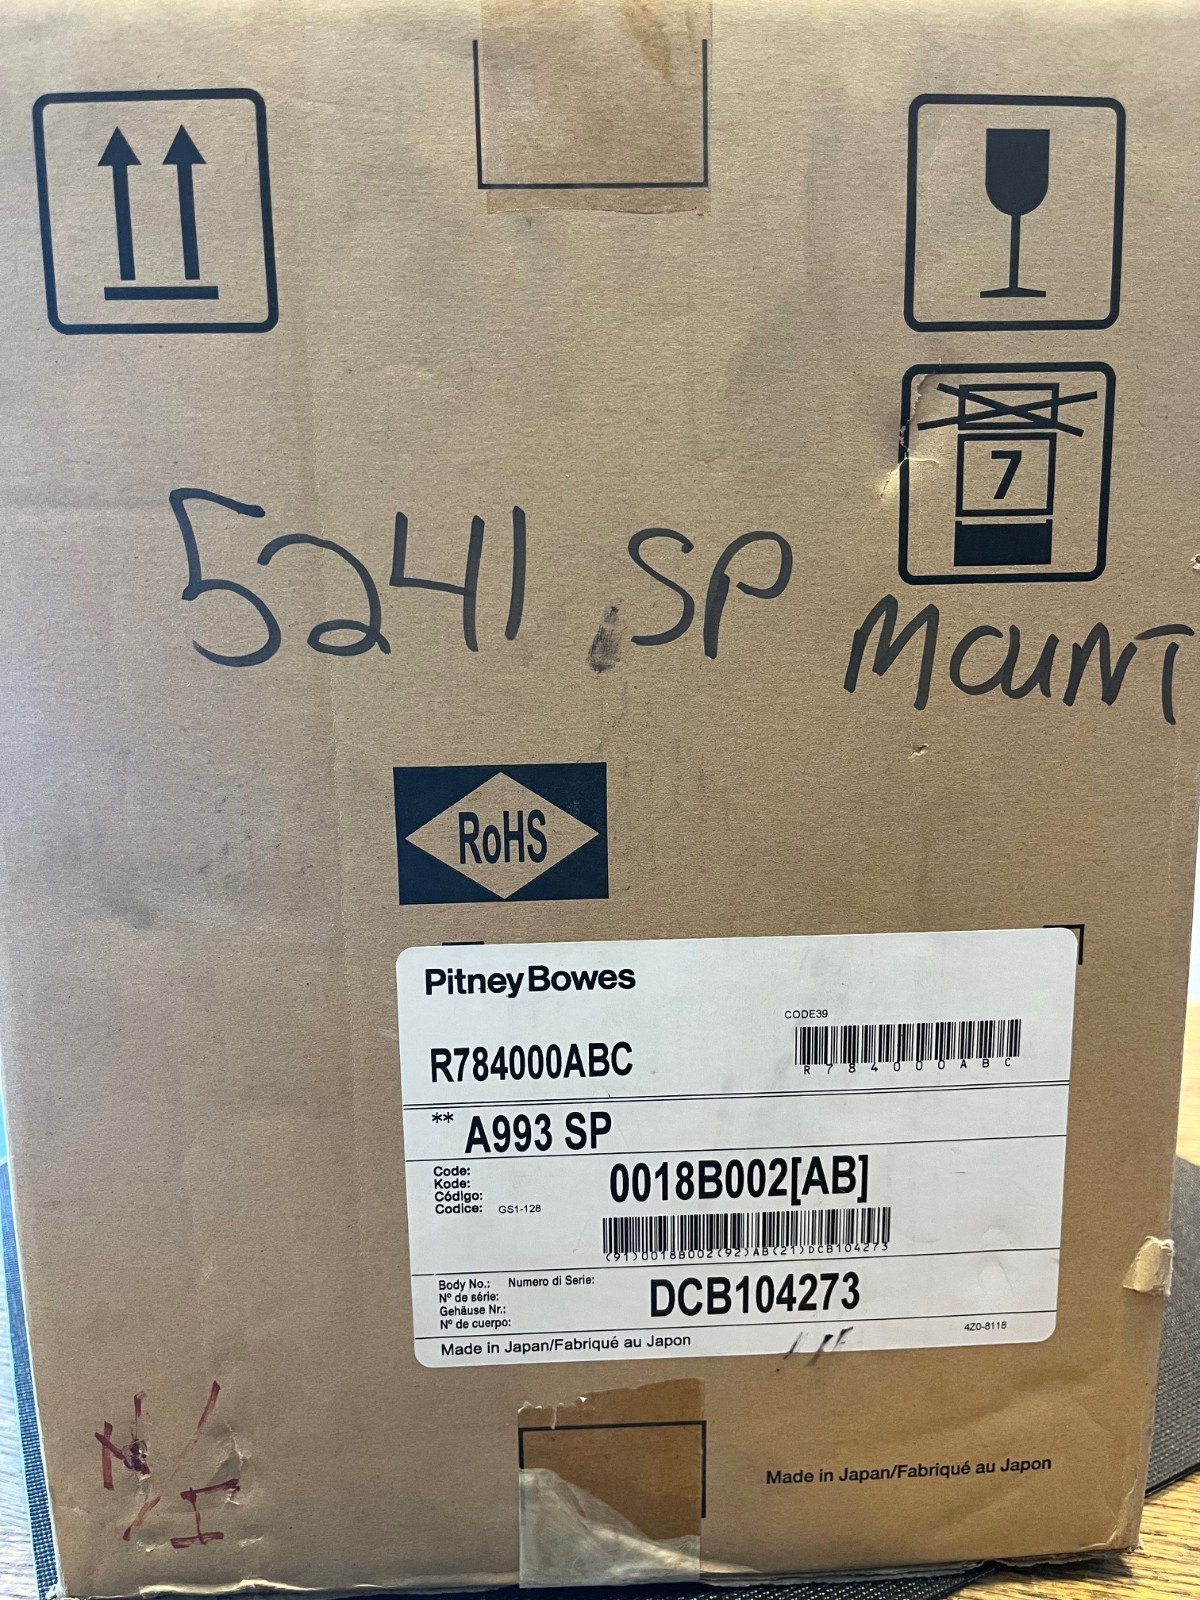 7
5241 SP
MOUNT
RoHS
PitneyBowes
CODE39
R784000ABC
R784000ABC
** A993 SP
Code:
Kode:
Código:
Codice: GS1-128
0018B002[AB]
(91)0018B002(92)AB(21)DCB104273
Body No.: Numero di Serie:
Nº de série:
Gehäuse Nr.:
Nº de cuerpo:
DCB104273
Made in Japan/Fabriqué au Japon
4Z0-8118
Made in Japan/Fabriqué au Japon